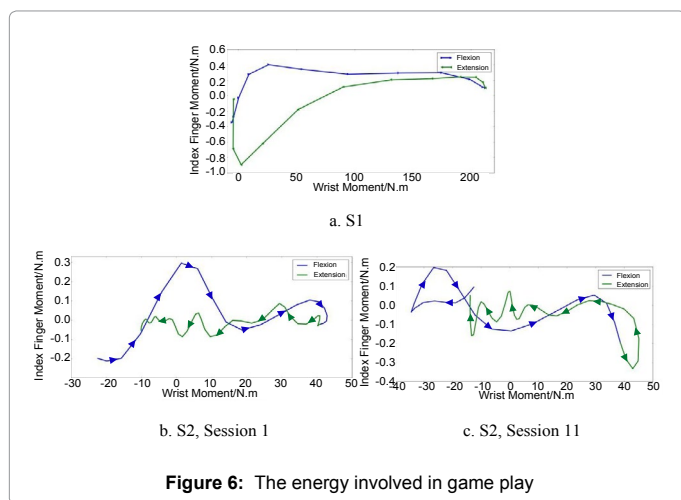 0.6
0.4
0.2
0.0
-0.2
-0.4
-0.6
-0.8
-1.0
Index Finger Moment/N.m
Flexion
Extension
0 50 100 150 200
Wrist Moment/N.m
a. S1
0.3
0.2
0.1
0.0
-0.1
-0.2
Index Finger Moment/N.m
Flexion
Extension
-30 -20 -10 0 10 20 30 40 50
Wrist Moment/N.m
b. S2, Session 1
0.2
0.1
0.0
-0.1
-0.2
-0.3
-0.4
Index Finger Moment/N.m
Flexion
Extension
-40 -30 -20 -10 0 10 20 30 40 50
Wrist Moment/N.m
c. S2, Session 11
Figure 6: The energy involved in game play